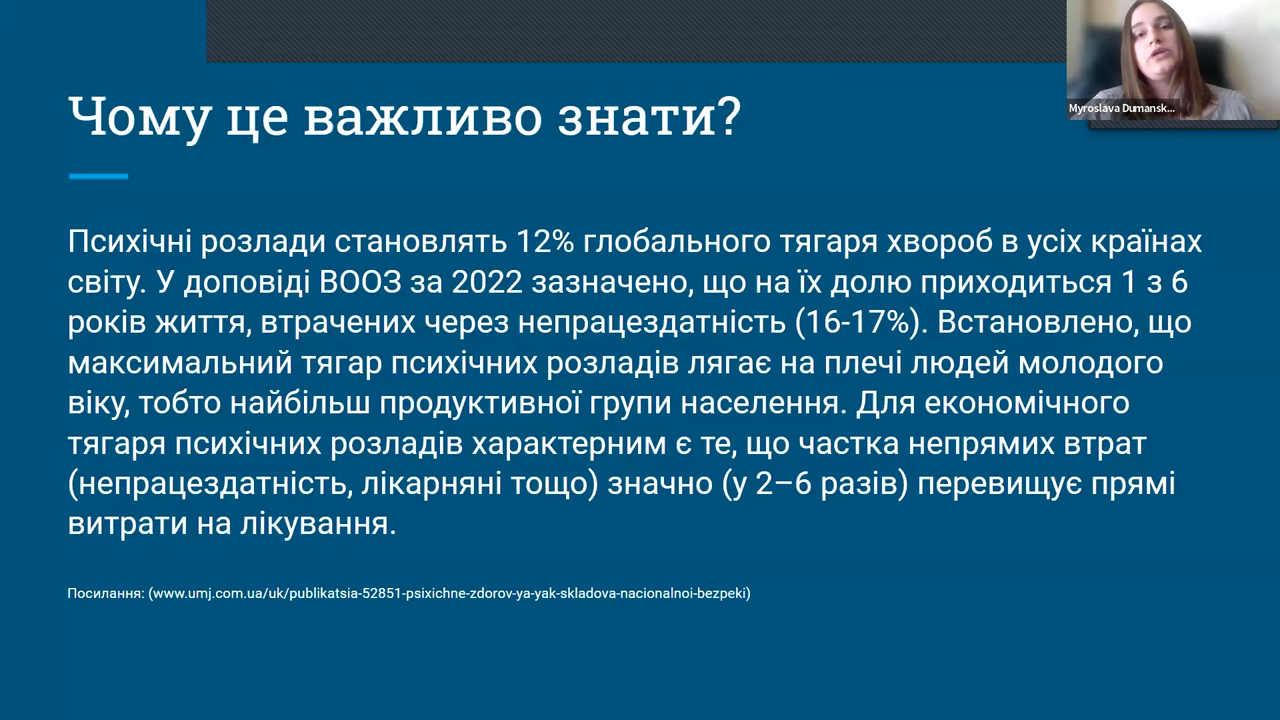 Myroslava Dumansk...
Чому це важливо знати?
Психічні розлади становлять 12% глобального тягаря хвороб в усіх країнах
світу. У доповіді ВООЗ за 2022 зазначено, що на їх долю приходиться 1 з 6
років життя, втрачених через непрацездатність (16-17%). Встановлено, що
максимальний тягар психічних розладів лягає на плечі людей молодого
віку, тобто найбільш продуктивної групи населення. Для економічного
тягаря психічних розладів характерним є те, що частка непрямих втрат
(непрацездатність, лікарняні тощо) значно (у 2–6 разів) перевищує прямі
витрати на лікування.
Посилання: (www.umj.com.ua/uk/publikatsia-52851-psixichne-zdorov-ya-yak-skladova-nacionalnoi-bezpeki)